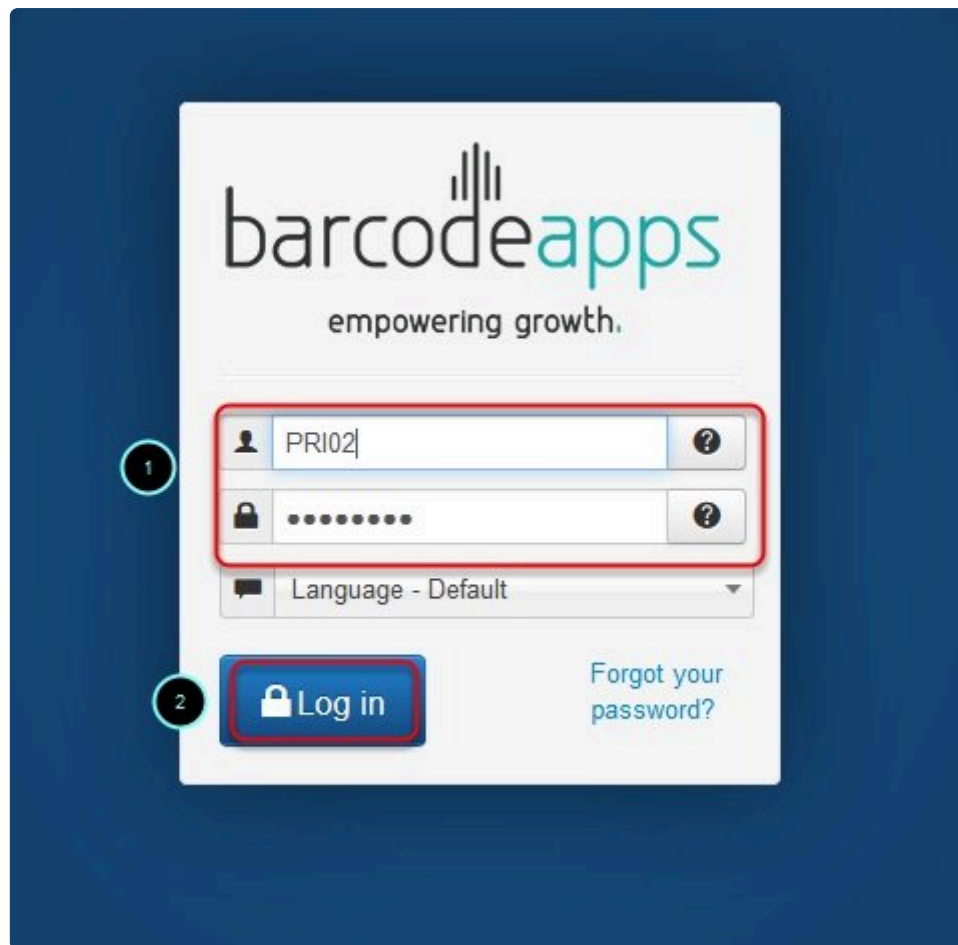 barcodeapps
empowering growth.
1
PRI02
?
••••••••
?
Language - Default
2
Log in
Forgot your
password?